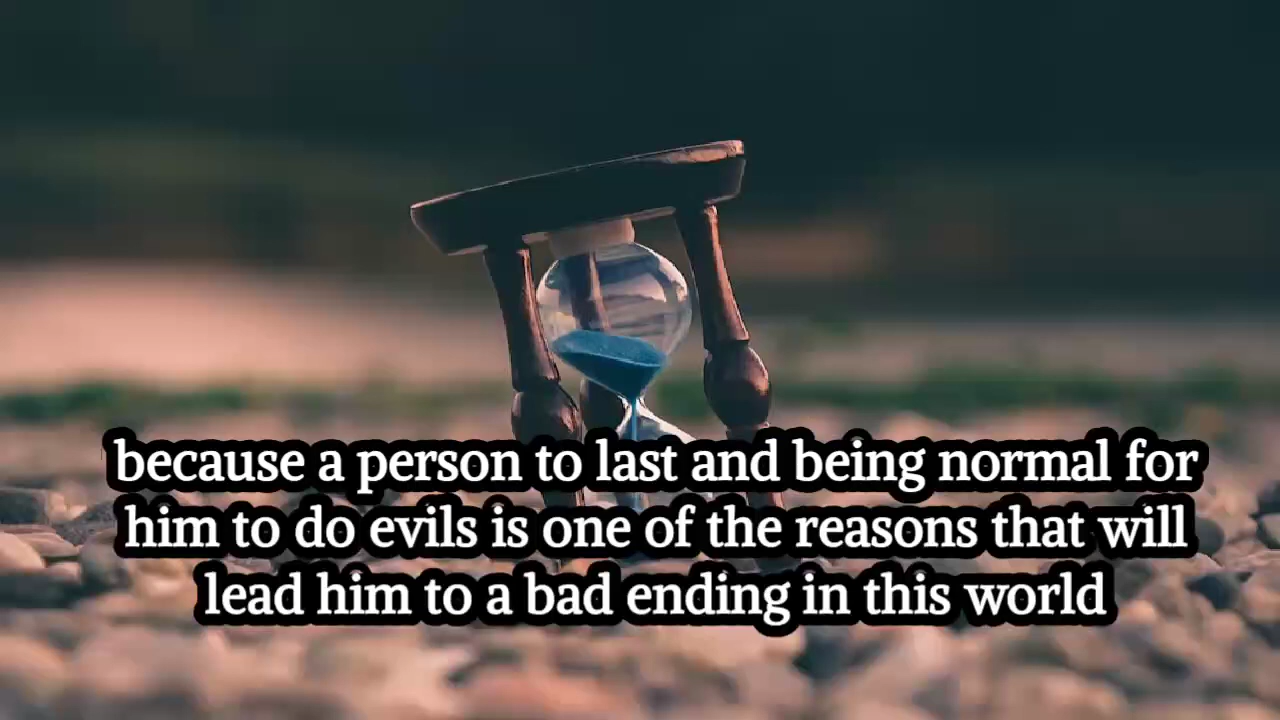 because a person to last and being normal for
him to do evils is one of the reasons that will
lead him to a bad ending in this world